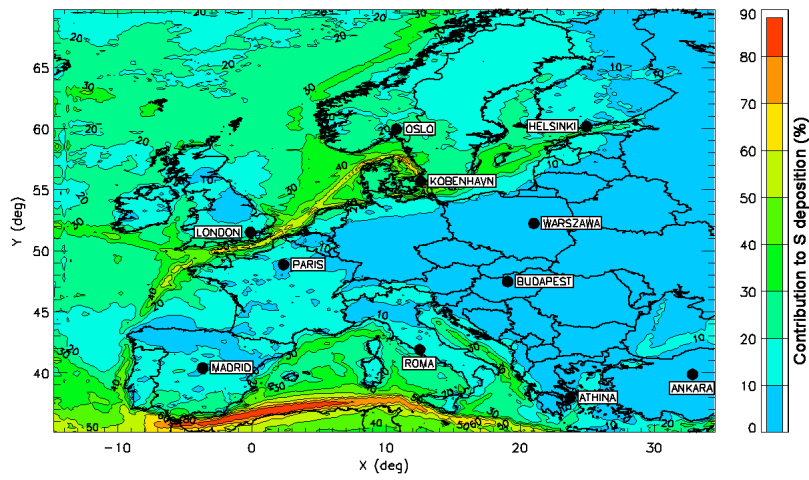 90
80
70
60
50
40
30
20
10
0
Contribution to S deposition (%)
65
60
55
50
45
40
Y (deg)
OSLO
HELSINKI
KOBENHAVN
LONDON
WARSZAWA
PARIS
BUDAPEST
MADRID
ROMA
ATHINA
ANKARA
-10
0
10
20
30
X (deg)